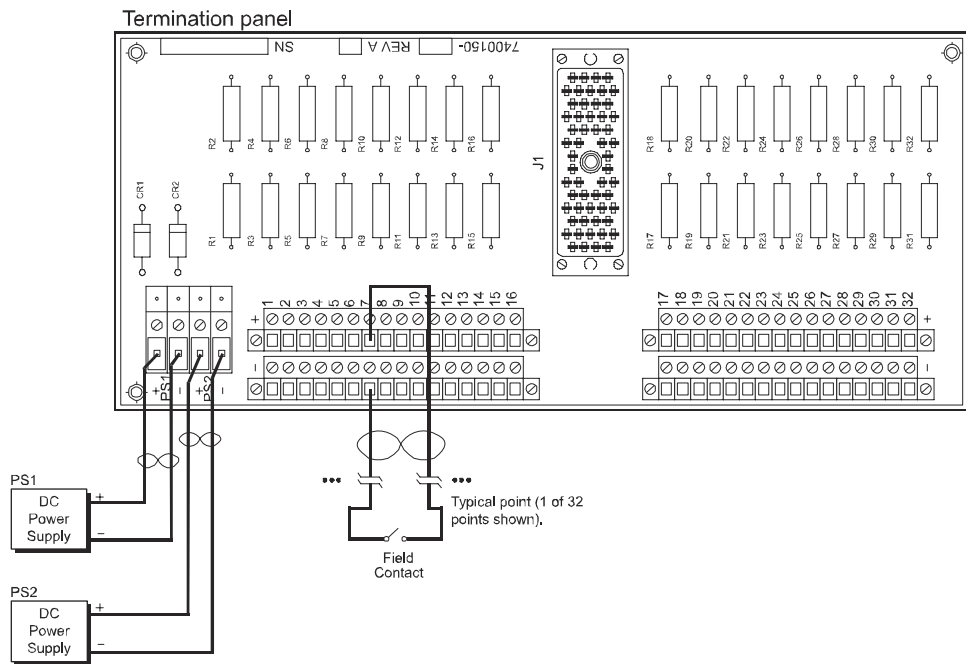 Termination panel
SN
REV A
7400150-
R2
R4
R6
R8
R10
R12
R14
R16
J1
R18
R20
R22
R24
R26
R28
R30
R32
CR1
CR2
R1
R3
R5
R7
R9
R11
R13
R15
R17
R19
R21
R23
R25
R27
R29
R31
+ 1 2 3 4 5 6 7 8 9 10 11 12 13 14 15 16
17 18 19 20 21 22 23 24 25 26 27 28 29 30 31 32 +
-
-
+ PS1 - + PS2 -
PS1
DC
Power
Supply
+
-
•••
•••
Typical point (1 of 32
points shown).
Field
Contact
PS2
DC
Power
Supply
+
-